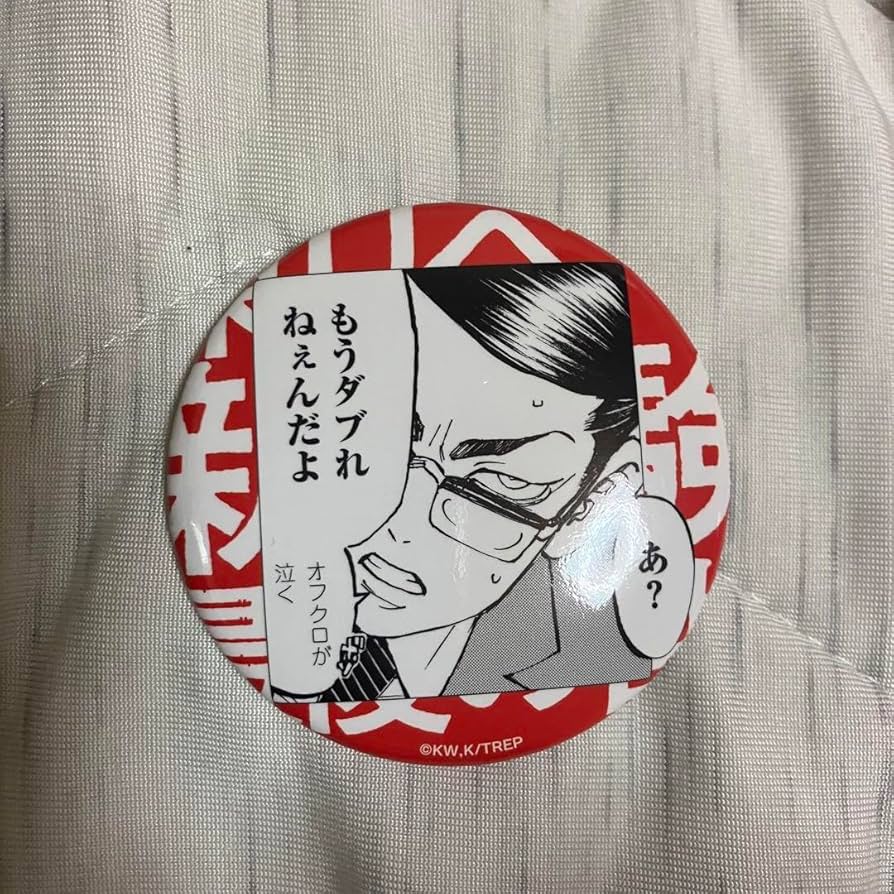 もうダブれ
ねぇんだよ
オフクロが
泣く
あ?
©KW,K/TREP